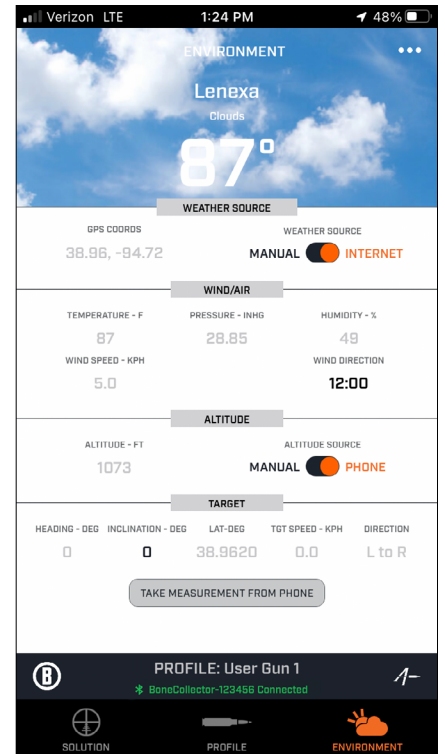 Verizon LTE 1:24 PM 48%
ENVIRONMENT
Lenexa
Clouds
87°
WEATHER SOURCE
GPS COORDS WEATHER SOURCE
38.96, -94.72 MANUAL INTERNET
WIND/AIR
TEMPERATURE - F PRESSURE - INHG HUMIDITY - %
87 28.85 49
WIND SPEED - KPH WIND DIRECTION
5.0 12:00
ALTITUDE
ALTITUDE - FT ALTITUDE SOURCE
1073 MANUAL PHONE
TARGET
HEADING - DEG INCLINATION - DEG LAT-DEG TGT SPEED - KPH DIRECTION
0 0 38.9620 0.0 L to R
TAKE MEASUREMENT FROM PHONE
B PROFILE: User Gun 1
BoneCollector-123456 Connected
SOLUTION PROFILE ENVIRONMENT